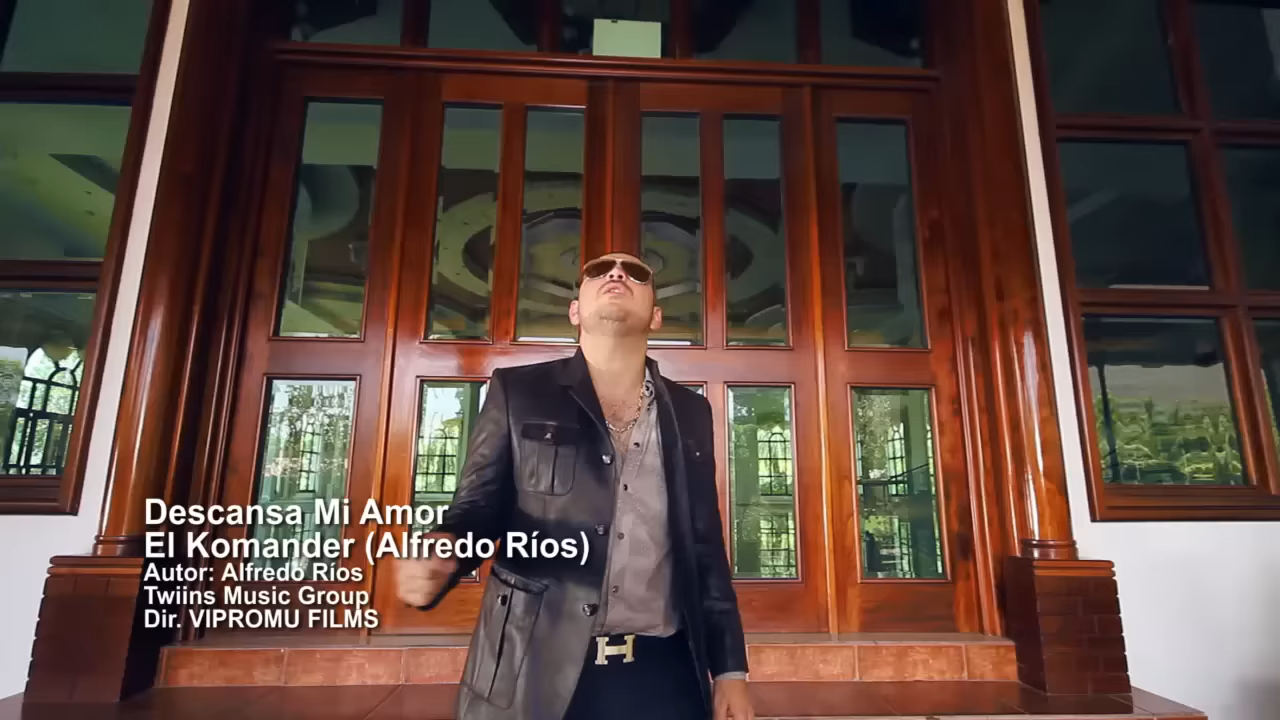 Descansa Mi Amor
El Komander (Alfredo Ríos)
Autor: Alfredo Ríos
Twiins Music Group
Dir. VIPROMU FILMS